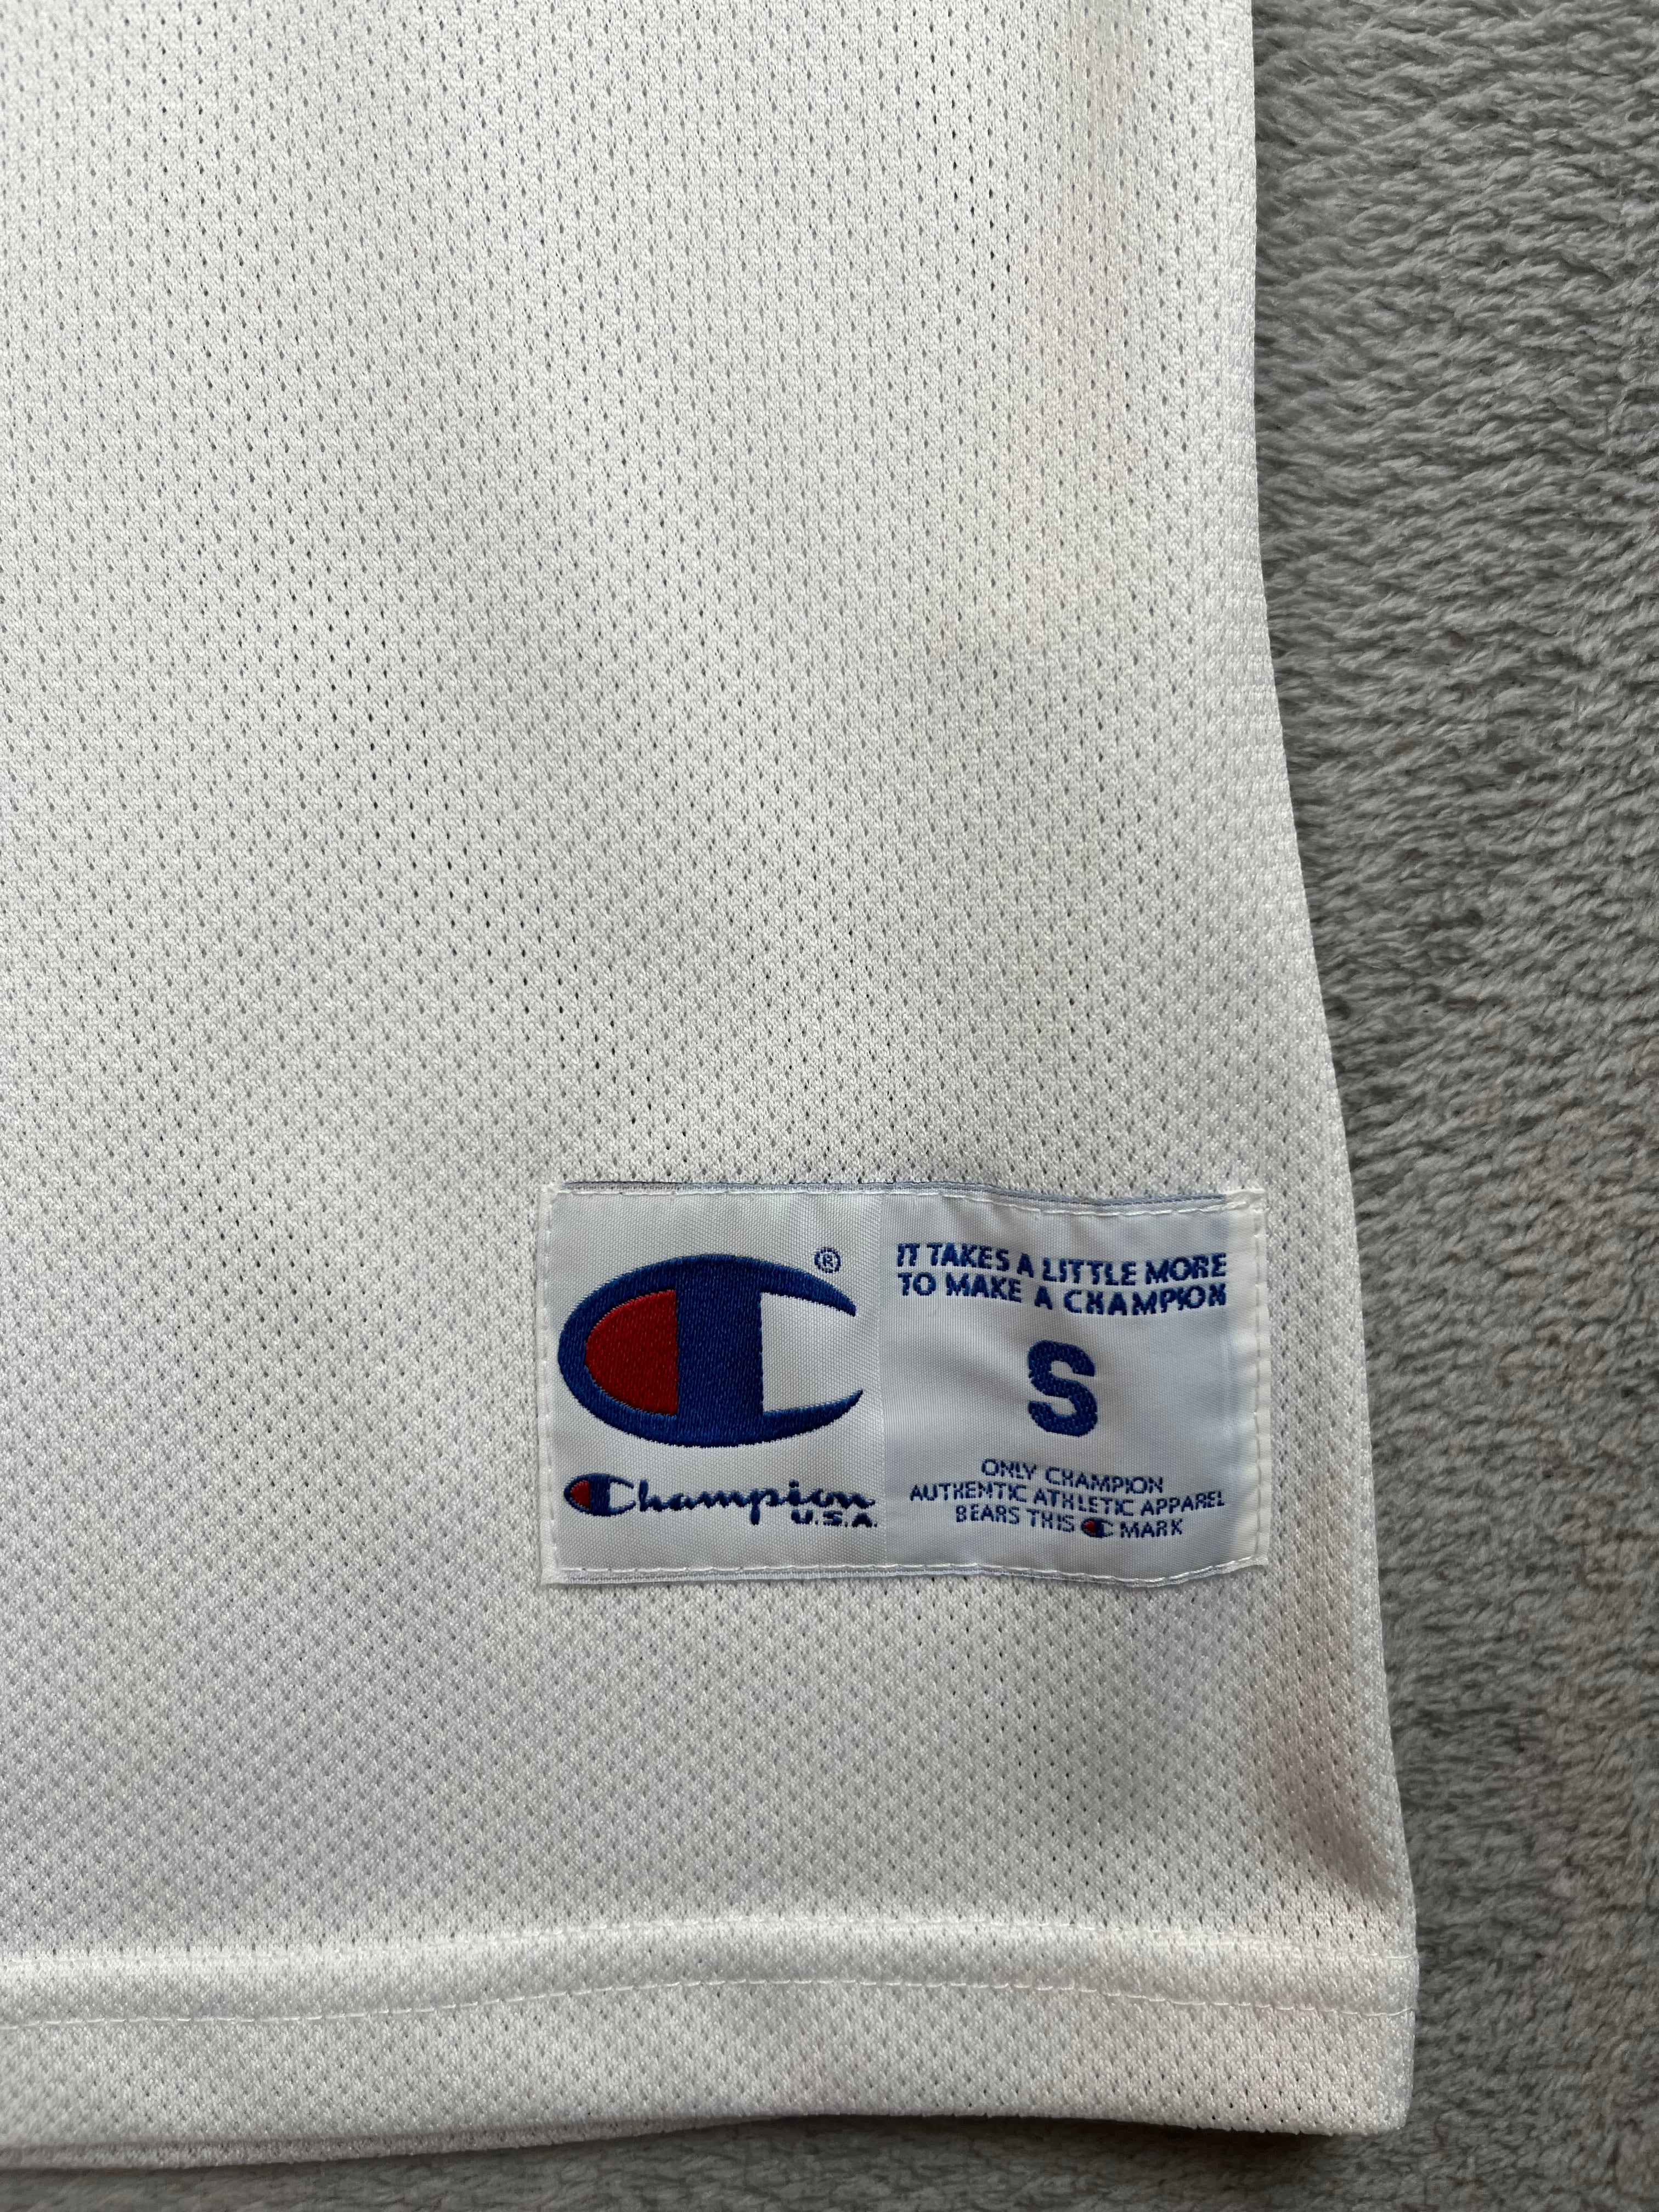 ®
Champion
U.S.A.
IT TAKES A LITTLE MORE
TO MAKE A CHAMPION
S
ONLY CHAMPION
AUTHENTIC ATHLETIC APPAREL
BEARS THIS C MARK